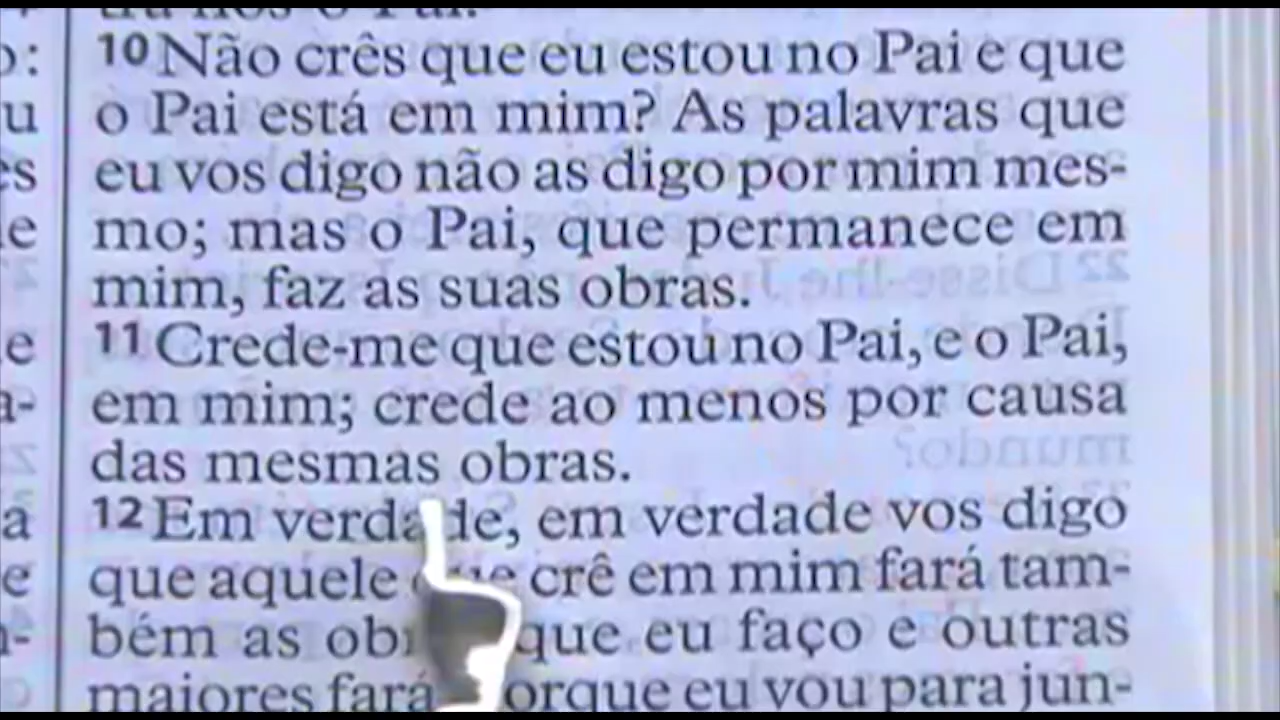 10 Não crês que eu estou no Pai e que
o Pai está em mim? As palavras que
eu vos digo não as digo por mim mes-
mo; mas o Pai, que permanece em
mim, faz as suas obras.
11 Crede-me que estou no Pai, e o Pai,
em mim; crede ao menos por causa
das mesmas obras.
12 Em verdade, em verdade vos digo
que aquele que crê em mim fará tam-
bém as obras que eu faço e outras
maiores fará porque eu vou para jun-